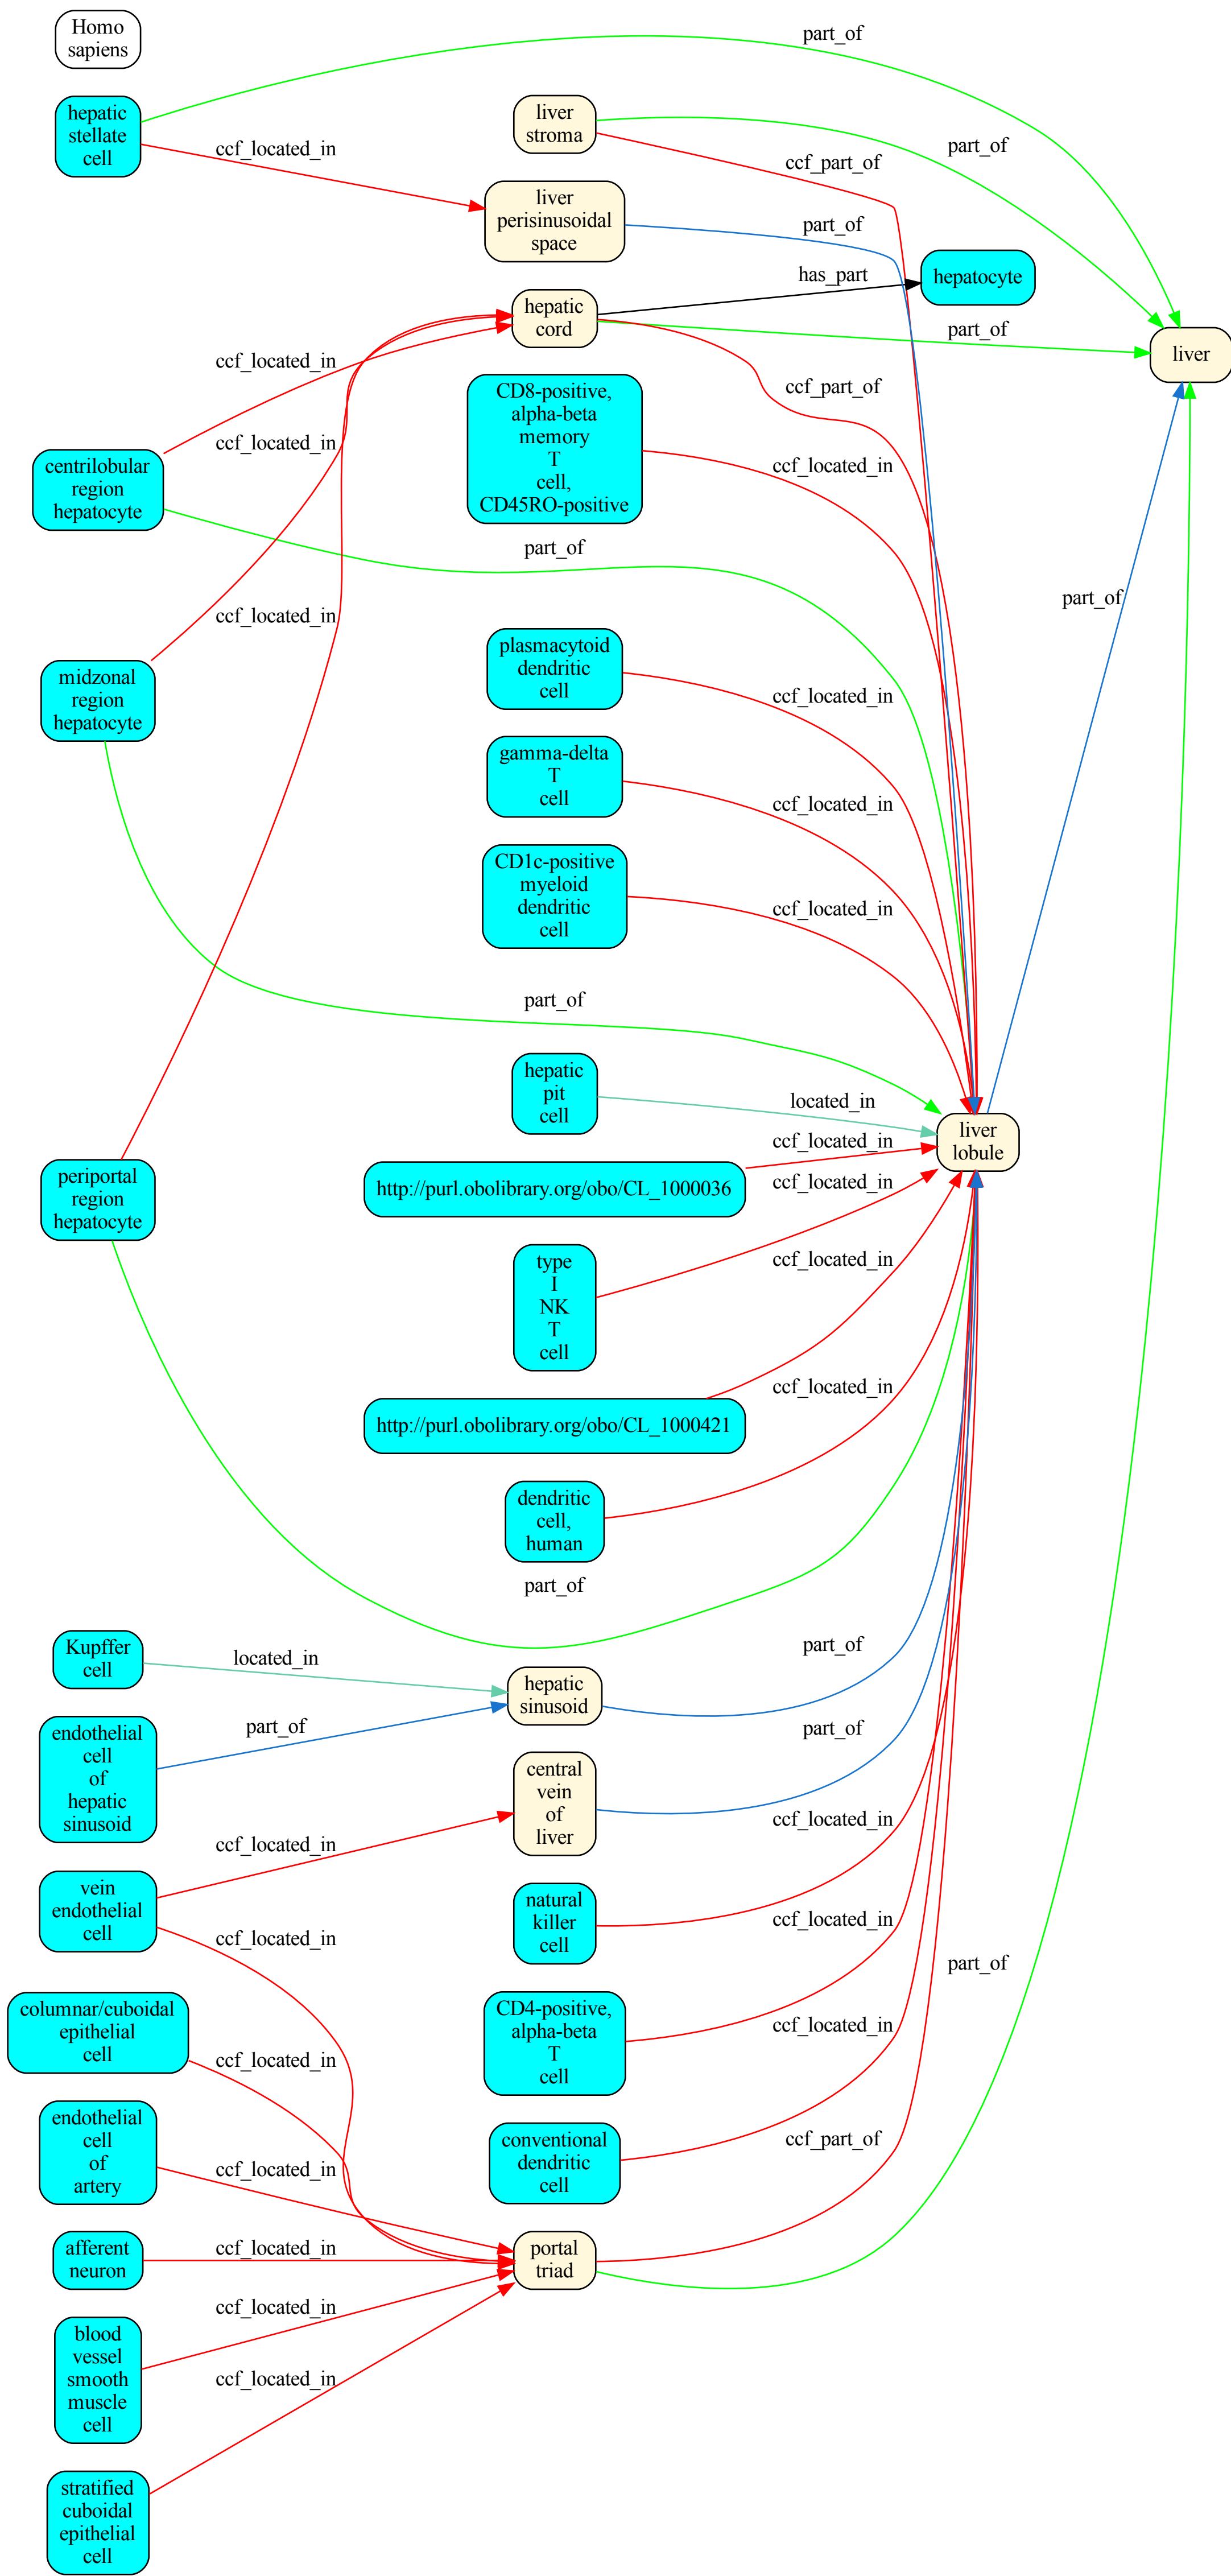 Homo
sapiens
part_of
hepatic
stellate
cell
ccf_located_in
liver
stroma
part_of
ccf_part_of
liver
perisinusoidal
space
part_of
hepatic
cord
has_part
hepatocyte
part_of
liver
ccf_located_in
ccf_part_of
CD8-positive,
alpha-beta
memory
T
cell,
CD45RO-positive
ccf_located_in
ccf_located_in
centrilobular
region
hepatocyte
part_of
part_of
ccf_located_in
midzonal
region
hepatocyte
plasmacytoid
dendritic
cell
ccf_located_in
gamma-delta
T
cell
ccf_located_in
CD1c-positive
myeloid
dendritic
cell
ccf_located_in
part_of
hepatic
pit
cell
located_in
liver
lobule
ccf_located_in
periportal
region
hepatocyte
http://purl.obolibrary.org/obo/CL_1000036
ccf_located_in
type
I
NK
T
cell
ccf_located_in
http://purl.obolibrary.org/obo/CL_1000421
ccf_located_in
dendritic
cell,
human
part_of
Kupffer
cell
located_in
hepatic
sinusoid
part_of
endothelial
cell
of
hepatic
sinusoid
part_of
central
vein
of
liver
part_of
vein
endothelial
cell
ccf_located_in
ccf_located_in
ccf_located_in
natural
killer
cell
ccf_located_in
part_of
columnar/cuboidal
epithelial
cell
ccf_located_in
CD4-positive,
alpha-beta
T
cell
ccf_located_in
endothelial
cell
of
artery
ccf_located_in
conventional
dendritic
cell
ccf_part_of
afferent
neuron
ccf_located_in
portal
triad
blood
vessel
smooth
muscle
cell
ccf_located_in
ccf_located_in
stratified
cuboidal
epithelial
cell